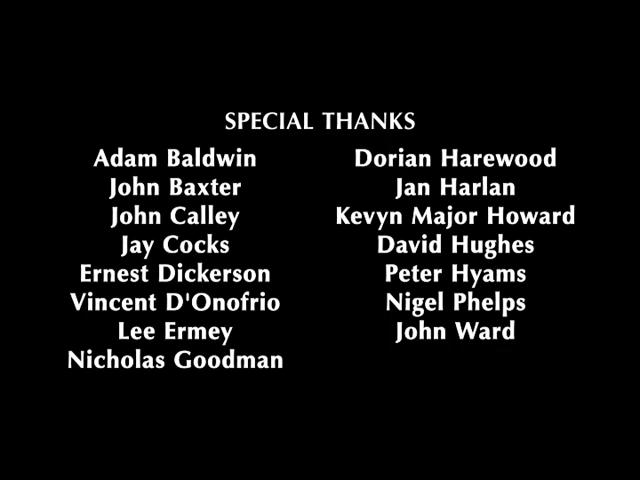 SPECIAL THANKS
Adam Baldwin
John Baxter
John Calley
Jay Cocks
Ernest Dickerson
Vincent D'Onofrio
Lee Ermey
Nicholas Goodman
Dorian Harewood
Jan Harlan
Kevyn Major Howard
David Hughes
Peter Hyams
Nigel Phelps
John Ward